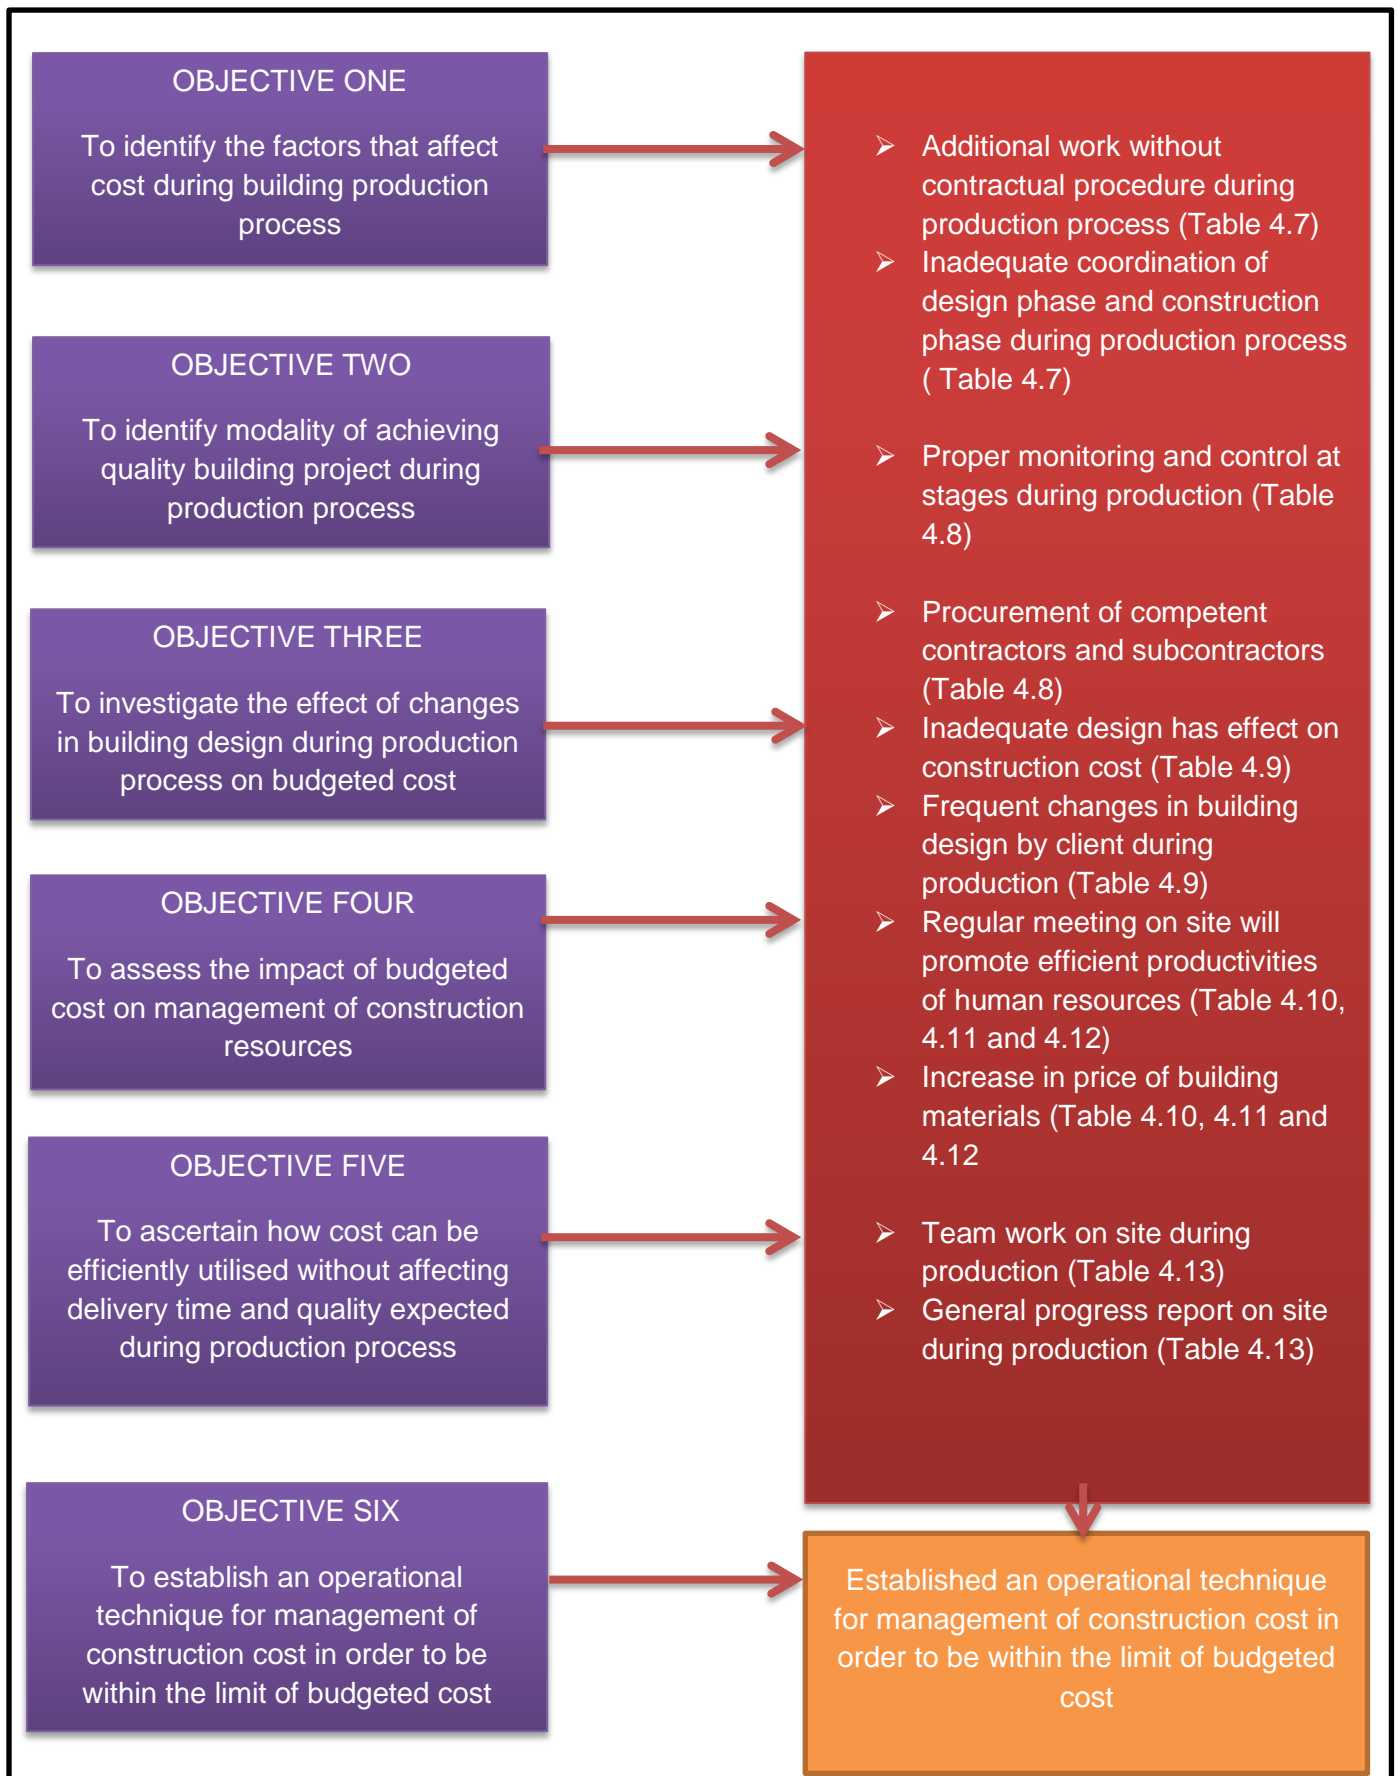 OBJECTIVE ONE
To identify the factors that affect
cost during building production
process
OBJECTIVE TWO
To identify modality of achieving
quality building project during
production process
OBJECTIVE THREE
To investigate the effect of changes
in building design during production
process on budgeted cost
OBJECTIVE FOUR
To assess the impact of budgeted
cost on management of construction
resources
OBJECTIVE FIVE
To ascertain how cost can be
efficiently utilised without affecting
delivery time and quality expected
during production process
OBJECTIVE SIX
To establish an operational
technique for management of
construction cost in order to be
within the limit of budgeted cost
➢ Additional work without
contractual procedure during
production process (Table 4.7)
➢ Inadequate coordination of
design phase and construction
phase during production process
( Table 4.7)
➢ Proper monitoring and control at
stages during production (Table
4.8)
➢ Procurement of competent
contractors and subcontractors
(Table 4.8)
➢ Inadequate design has effect on
construction cost (Table 4.9)
➢ Frequent changes in building
design by client during
production (Table 4.9)
➢ Regular meeting on site will
promote efficient productivities
of human resources (Table 4.10,
4.11 and 4.12)
➢ Increase in price of building
materials (Table 4.10, 4.11 and
4.12
➢ Team work on site during
production (Table 4.13)
➢ General progress report on site
during production (Table 4.13)
Established an operational technique
for management of construction cost in
order to be within the limit of budgeted
cost